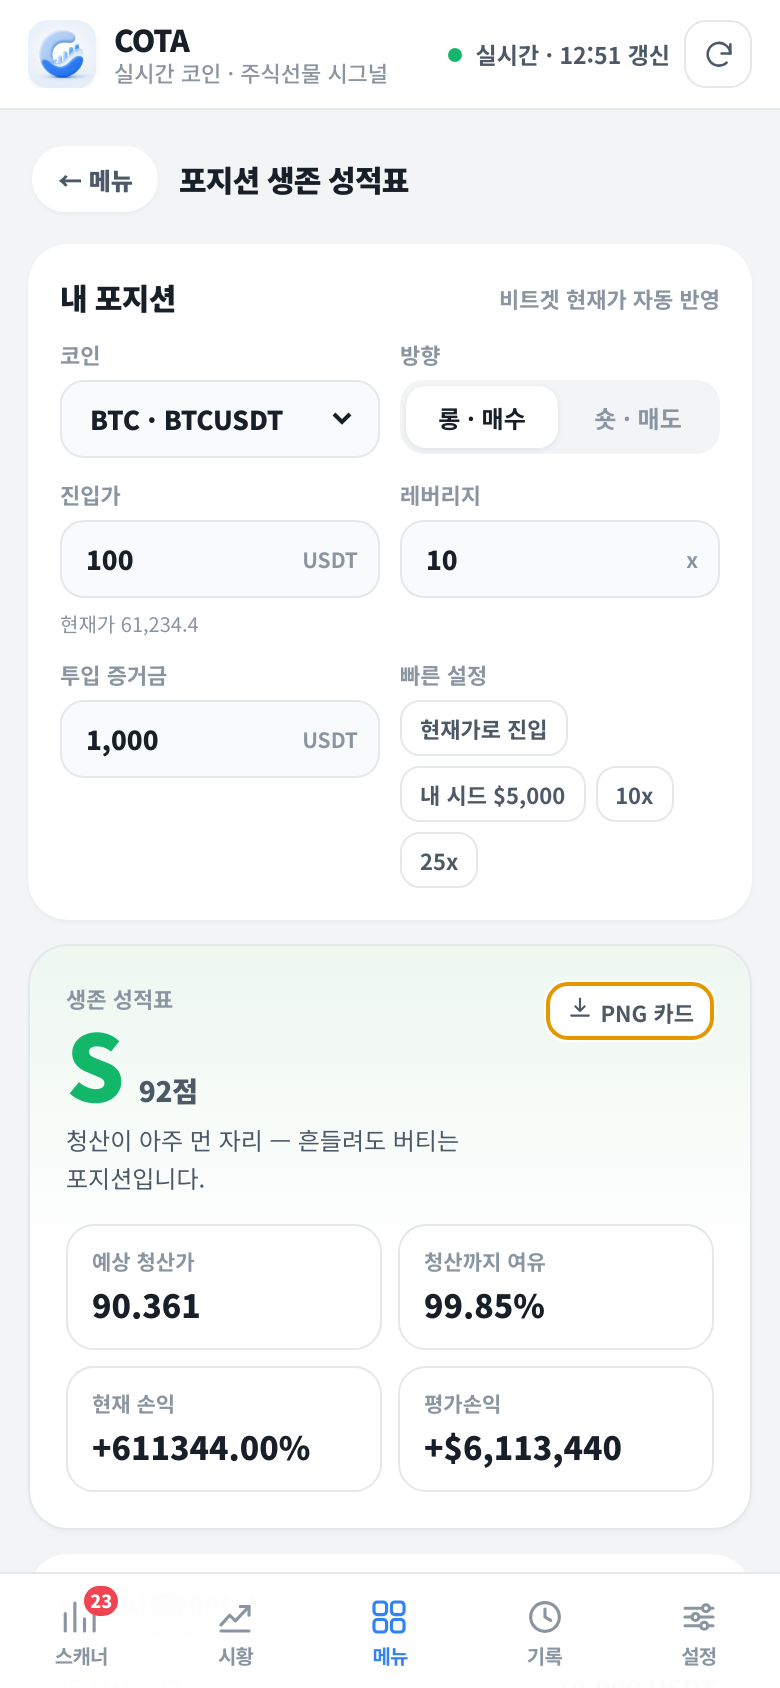 COTA
실시간 코인 · 주식선물 시그널
실시간 · 12:51 갱신
← 메뉴
포지션 생존 성적표
내 포지션
비트겟 현재가 자동 반영
코인
방향
BTC · BTCUSDT
롱 · 매수
숏 · 매도
진입가
레버리지
100 USDT
10 x
현재가 61,234.4
투입 증거금
빠른 설정
1,000 USDT
현재가로 진입
내 시드 $5,000
10x
25x
생존 성적표
PNG 카드
S 92점
청산이 아주 먼 자리 — 흔들려도 버티는
포지션입니다.
예상 청산가
90.361
청산까지 여유
99.85%
현재 손익
+611344.00%
평가손익
+$6,113,440
23
스캐너
시황
메뉴
기록
설정